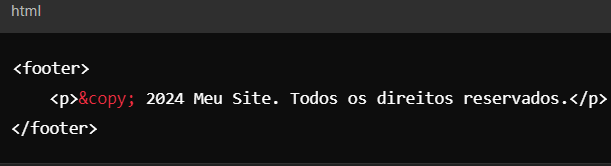 html
<footer>
<p>&copy; 2024 Meu Site. Todos os direitos reservados.</p>
</footer>